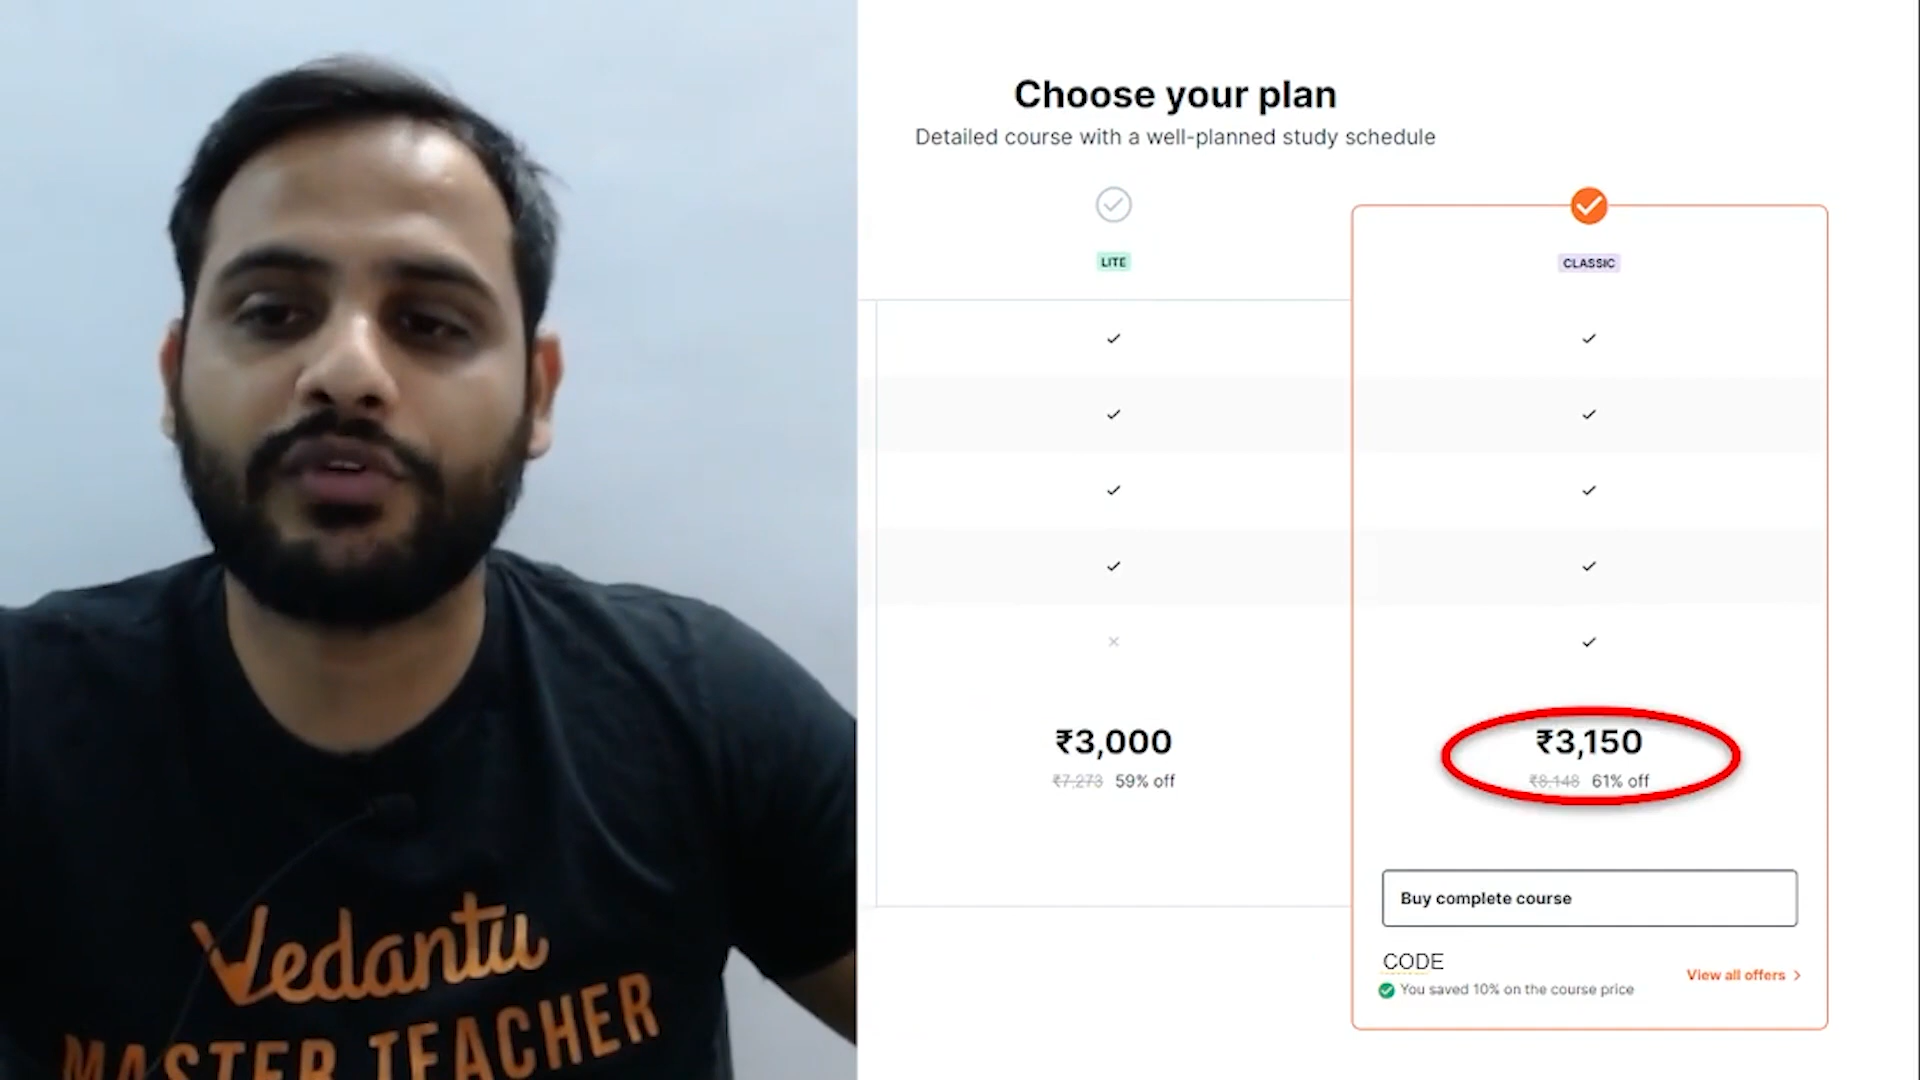 Choose your plan
Detailed course with a well-planned study schedule
LITE
CLASSIC
₹3,000
₹7,273 59% off
₹3,150
₹8,148 61% off
Buy complete course
CODE
You saved 10% on the course price
View all offers >
Vedantu
MASTER TEACHER